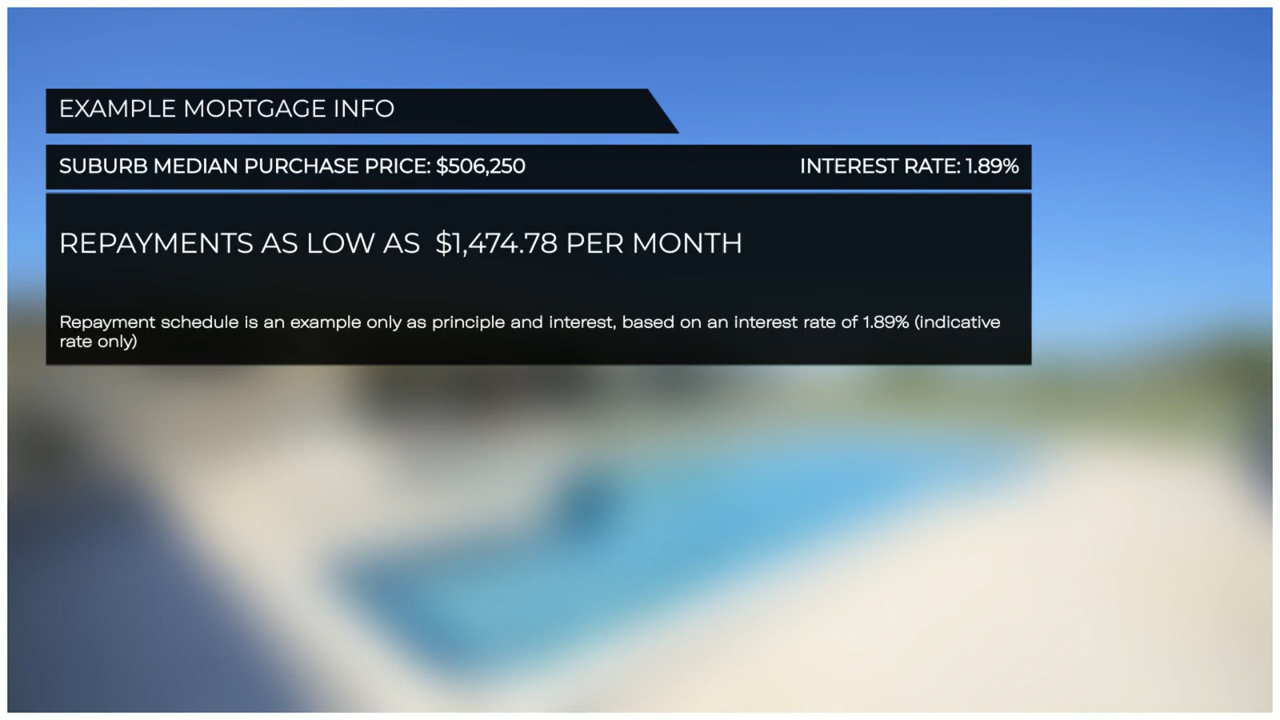 EXAMPLE MORTGAGE INFO
SUBURB MEDIAN PURCHASE PRICE: $506,250 INTEREST RATE: 1.89%
REPAYMENTS AS LOW AS $1,474.78 PER MONTH
Repayment schedule is an example only as principle and interest, based on an interest rate of 1.89% (indicative
rate only)